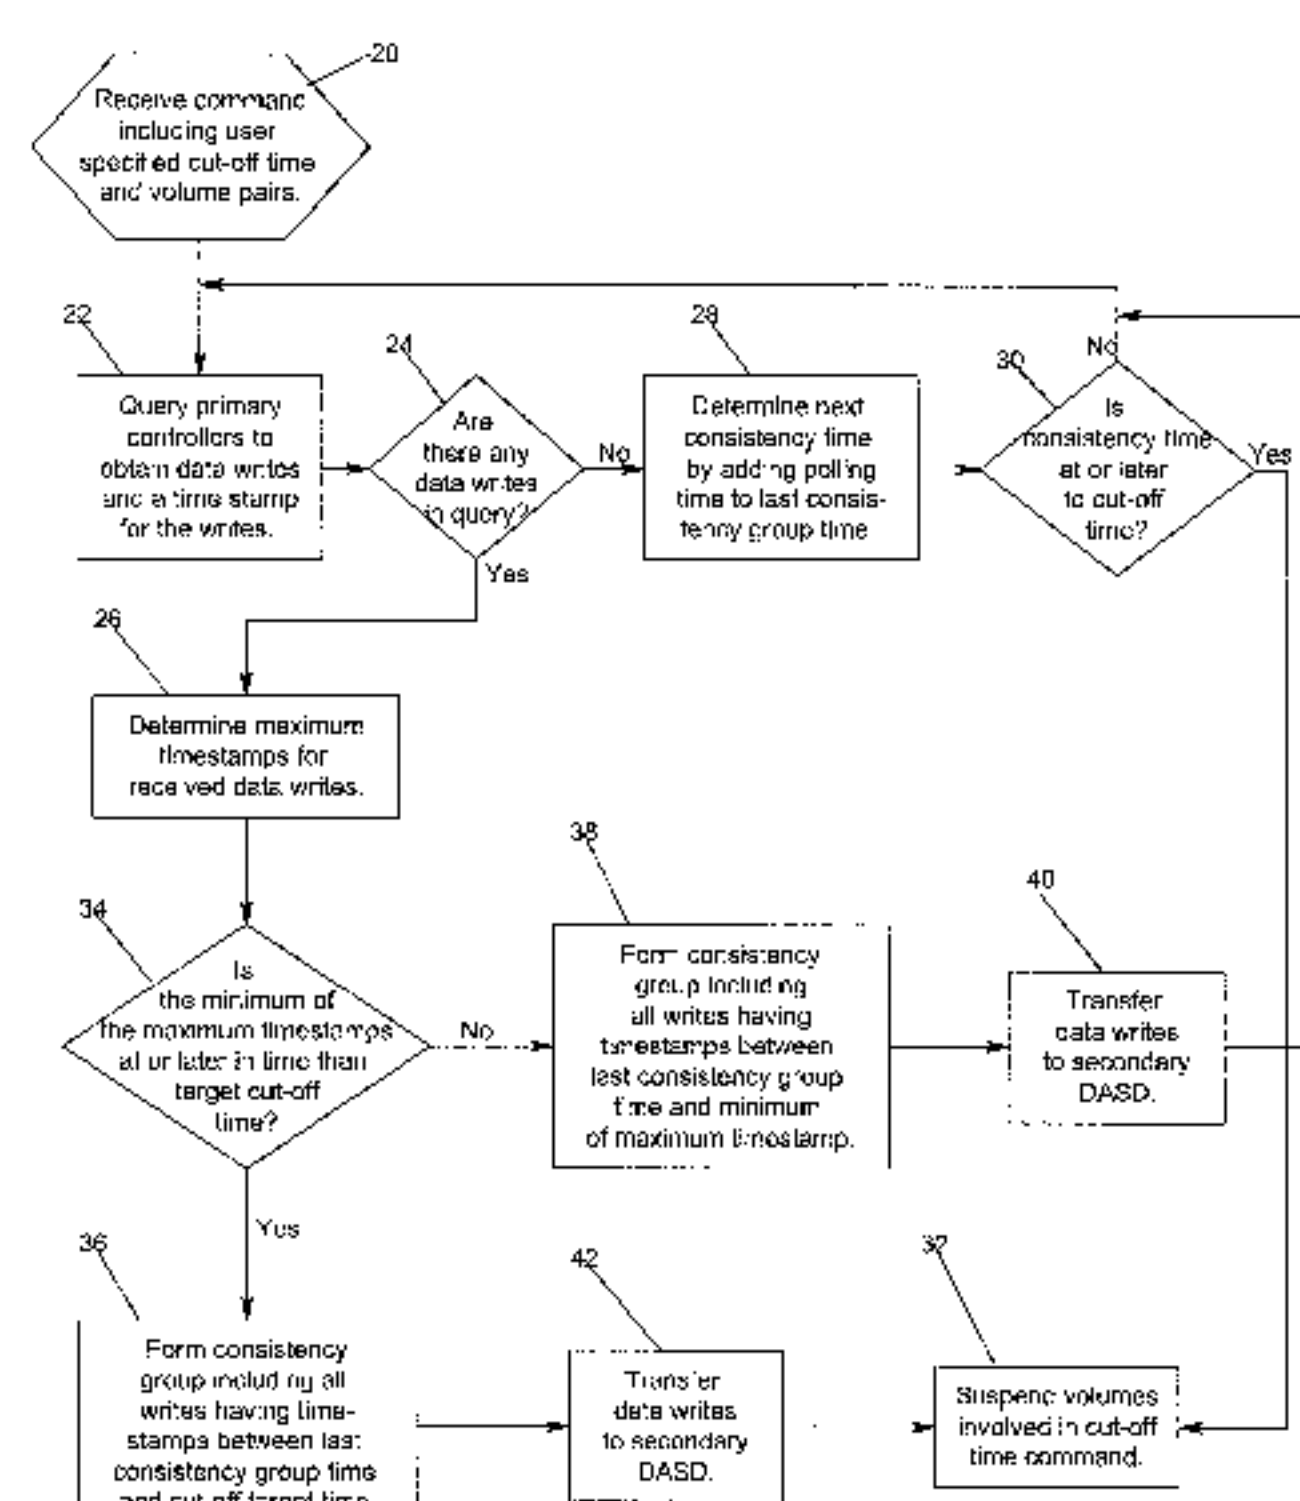 20
Receive command
including user
specified cut-off time
and volume pairs.
22
Query primary
controllers to
obtain data writes
and a time stamp
for the writes.
24
Are
there any
data writes
in query?
No
Yes
28
Determine next
consistency time
by adding polling
time to last consis-
tency group time
30
No
Is
consistency time
at or later
to cut-off
time?
Yes
26
Determine maximum
timestamps for
received data writes.
34
Is
the minimum of
the maximum timestamps
at or later in time than
target cut-off
time?
No
Yes
38
Form consistency
group including
all writes having
timestamps between
last consistency group
time and minimum
of maximum timestamp.
40
Transfer
data writes
to secondary
DASD.
36
Form consistency
group including all
writes having time-
stamps between last
consistency group time
and cut-off target time
42
Transfer
data writes
to secondary
DASD.
32
Suspend volumes
involved in cut-off
time command.